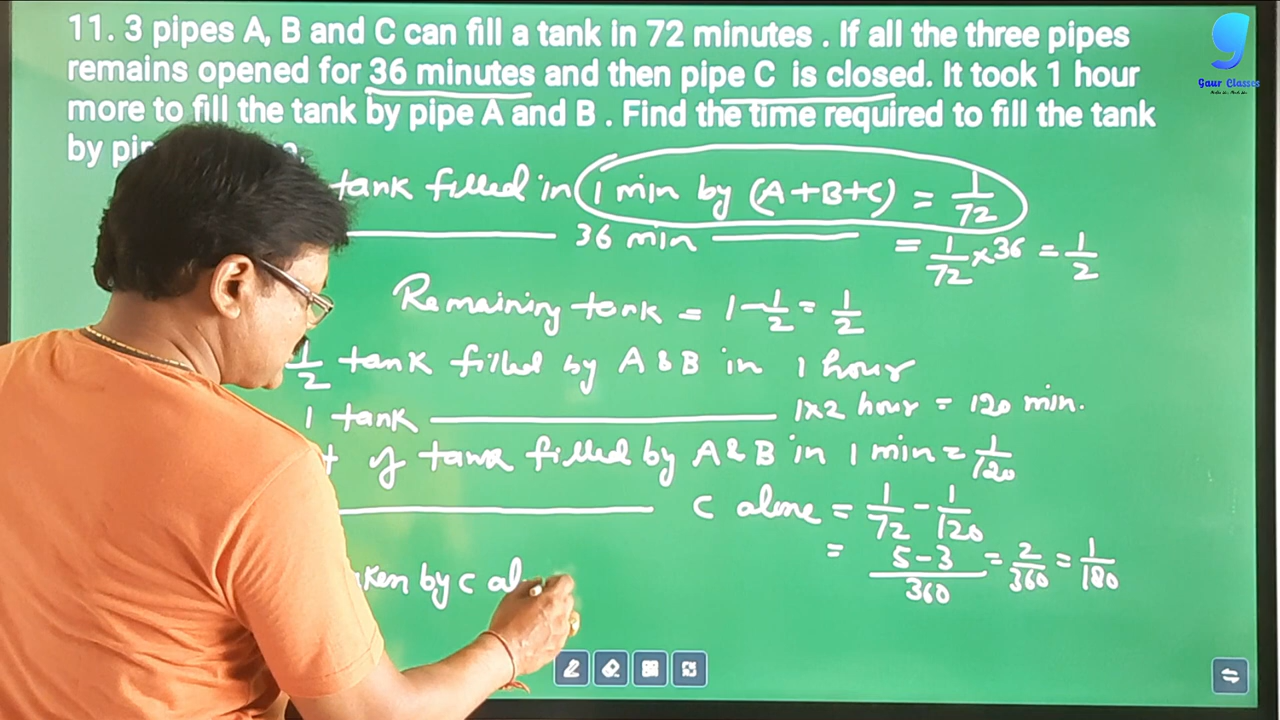 11. 3 pipes A, B and C can fill a tank in 72 minutes . If all the three pipes
remains opened for 36 minutes and then pipe C is closed. It took 1 hour
more to fill the tank by pipe A and B . Find the time required to fill the tank
by
Gaur Classes
tank filled in 1 min by (A+B+C) = 1/72
36 min = 1/72 × 36 = 1/2
Remaining tank = 1 - 1/2 = 1/2
1/2 tank filled by A & B in 1 hour
1 tank 1×2 hour = 120 min.
of tank filled by A & B in 1 min = 1/120
C alone = 1/72 - 1/120
= 5-3/360 = 2/360 = 1/180
by C al